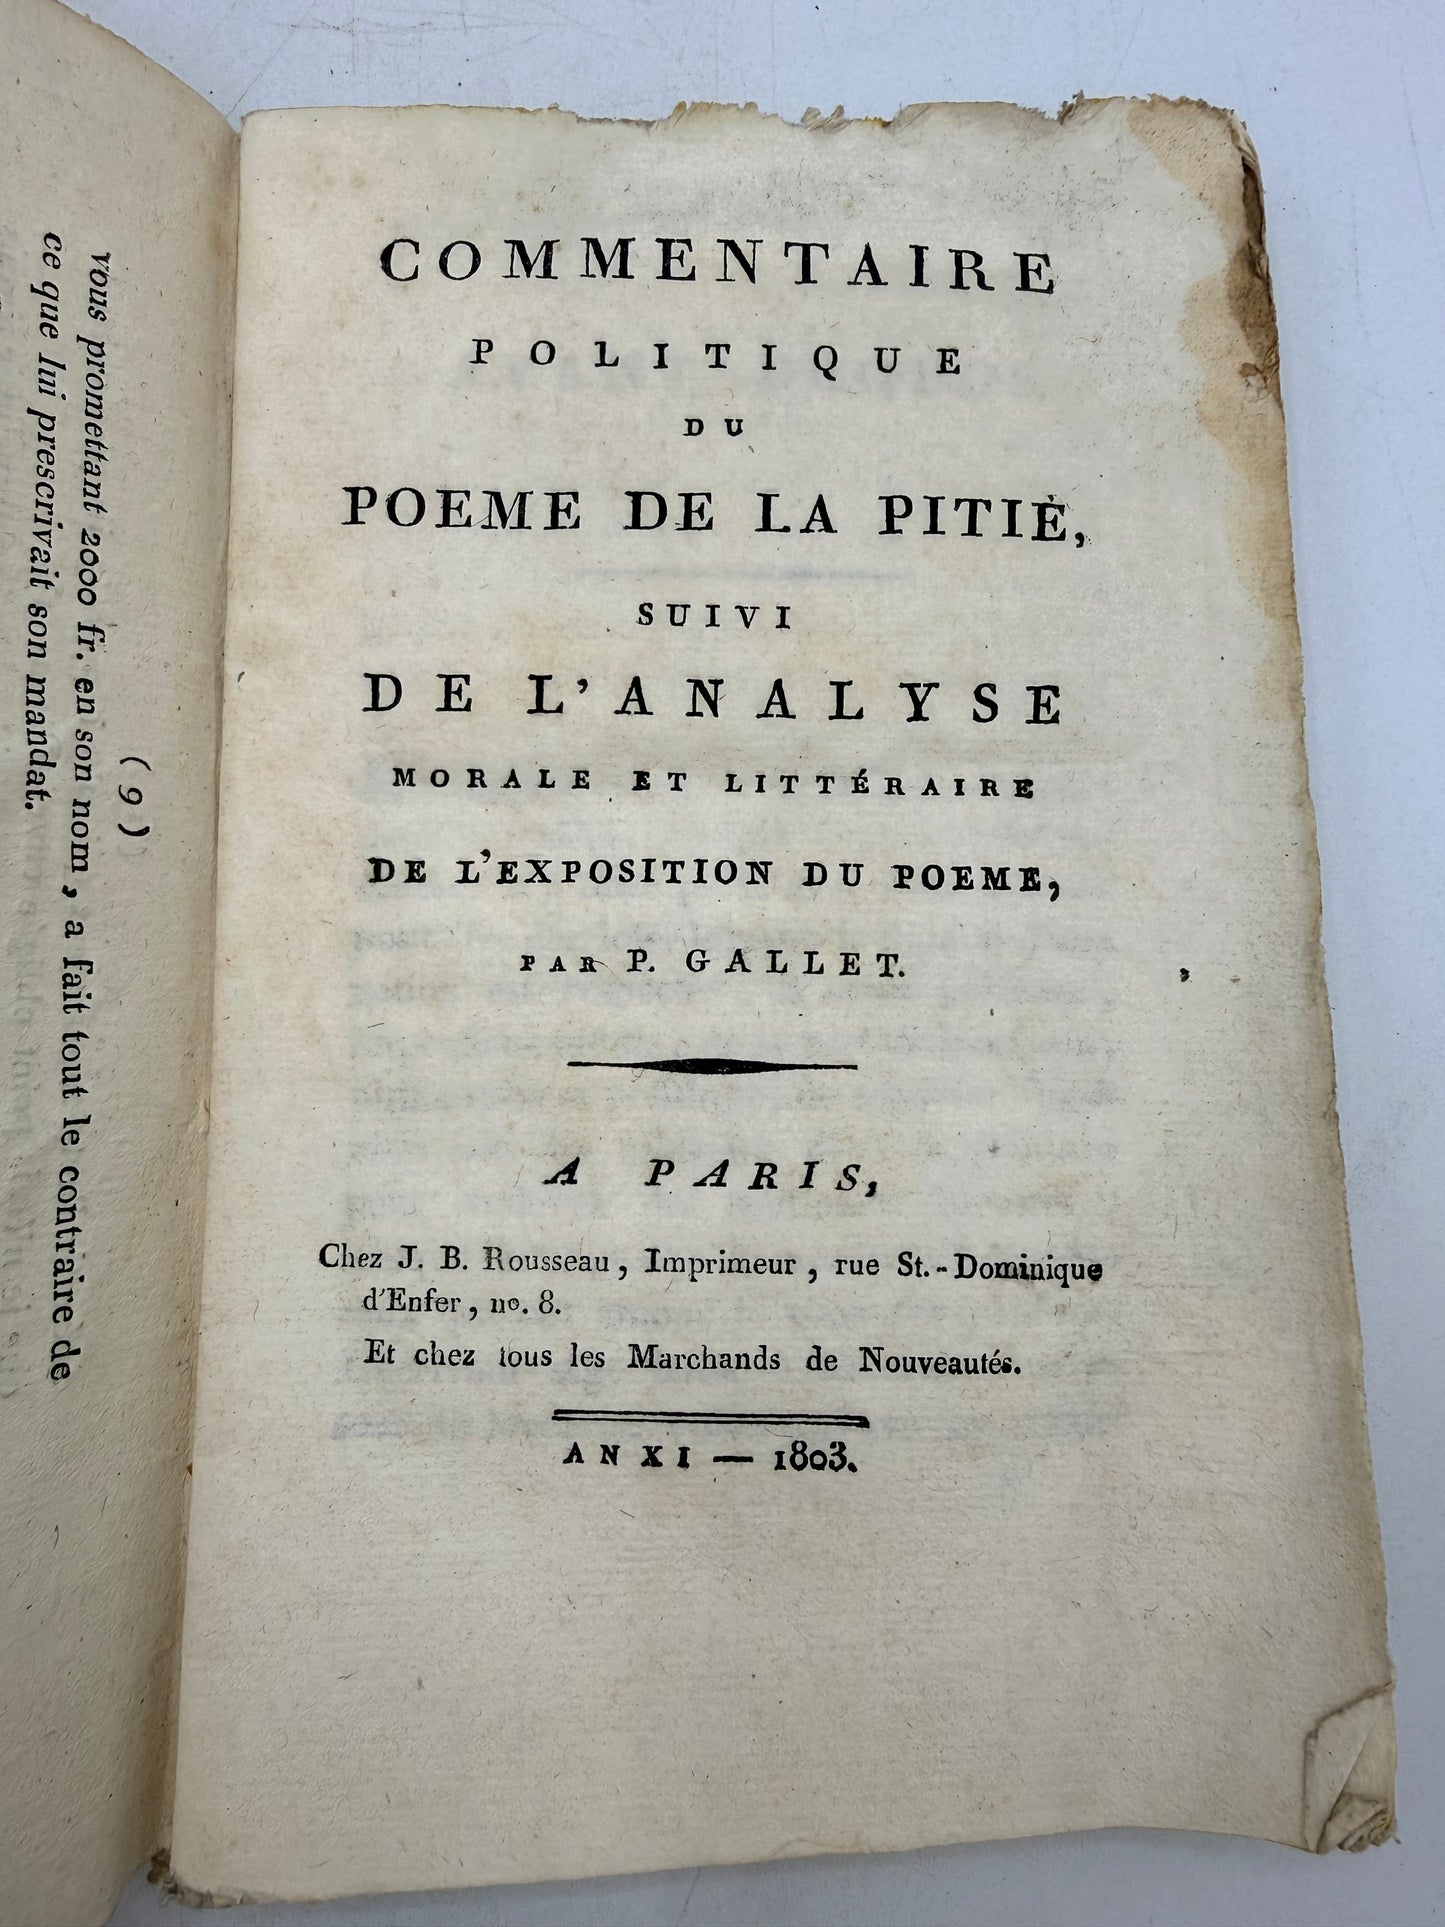 ( 9 )
vous promettant 2000 fr. en son nom, a fait tout le contraire de
ce que lui prescrivait son mandat.
COMMENTAIRE
POLITIQUE
DU
POEME DE LA PITIÉ,
SUIVI
DE L'ANALYSE
MORALE ET LITTÉRAIRE
DE L'EXPOSITION DU POEME,
PAR P. GALLET.
A PARIS,
Chez J. B. Rousseau, Imprimeur, rue St.-Dominique
d'Enfer, no. 8.
Et chez tous les Marchands de Nouveautés.
AN XI — 1803.